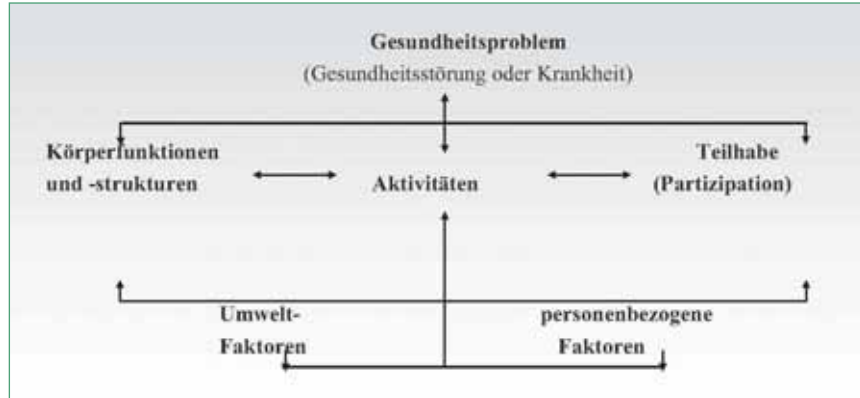 Gesundheitsproblem
(Gesundheitsstörung oder Krankheit)
Körperfunktionen
und -strukturen
Aktivitäten
Teilhabe
(Partizipation)
Umwelt-
Faktoren
personenbezogene
Faktoren